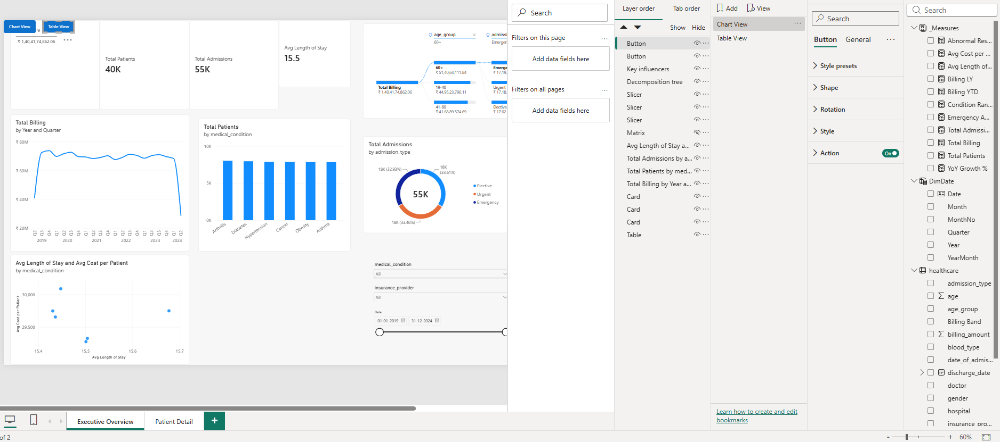 Chart View
Table View
₹ 1,40,41,74,862.06
Total Patients
40K
Total Admissions
55K
Avg Length of Stay
15.5
age_group
60+
admiss
Emergen
60+
₹ 51,40,64,111.84
Emerge
₹ 17,19,
Total Billing
₹ 1,40,41,74,862.06
19-40
₹ 44,95,23,796.11
Urgent
₹ 17,18,
41-60
₹ 41.68.89.574.69
Elective
₹ 17.02.
Total Billing
by Year and Quarter
₹ 80M
₹ 60M
₹ 40M
₹ 20M
Q2 Q3 Q4 Q1 Q2 Q3 Q4 Q1 Q2 Q3 Q4 Q1 Q2 Q3 Q4 Q1 Q2 Q3 Q4 Q1 Q2
2019 2020 2021 2022 2023 2024
Total Patients
by medical_condition
10K
5K
0K
Arthritis
Diabetes
Hypertension
Cancer
Obesity
Asthma
Total Admissions
by admission_type
18K (32.93%)
18K
(33.61%)
55K
18K (33.46%)
Elective
Urgent
Emergency
Avg Length of Stay and Avg Cost per Patient
by medical_condition
Avg Cost per Patient
30,000
29,500
15.4 15.5 15.6 15.7
Avg Length of Stay
medical_condition
All
insurance_provider
All
Date
01-01-2019 31-12-2024
Search
Filters on this page
...
Add data fields here
Filters on all pages
...
Add data fields here
Layer order Tab order
Show Hide
Button
Button
Key influencers
Decomposition tree
Slicer
Slicer
Slicer
Matrix
Avg Length of Stay a...
Total Admissions by a...
Total Patients by med...
Total Billing by Year a...
Card
Card
Card
Table
Add View
Chart View
Table View
Learn how to create and edit
bookmarks
Search
Button General ...
Style presets
Shape
Rotation
Style
Action On
Search
_Measures
Abnormal Res...
Avg Cost per ...
Avg Length of...
Billing LY
Billing YTD
Condition Ran...
Emergency A...
Total Admissi...
Total Billing
Total Patients
YoY Growth %
DimDate
Date
Month
MonthNo
Quarter
Year
YearMonth
healthcare
admission_type
age
age_group
Billing Band
billing_amount
blood_type
date_of_admis...
discharge_date
doctor
gender
hospital
insurance_pro...
Executive Overview
Patient Detail
+
of 2
- + 60%